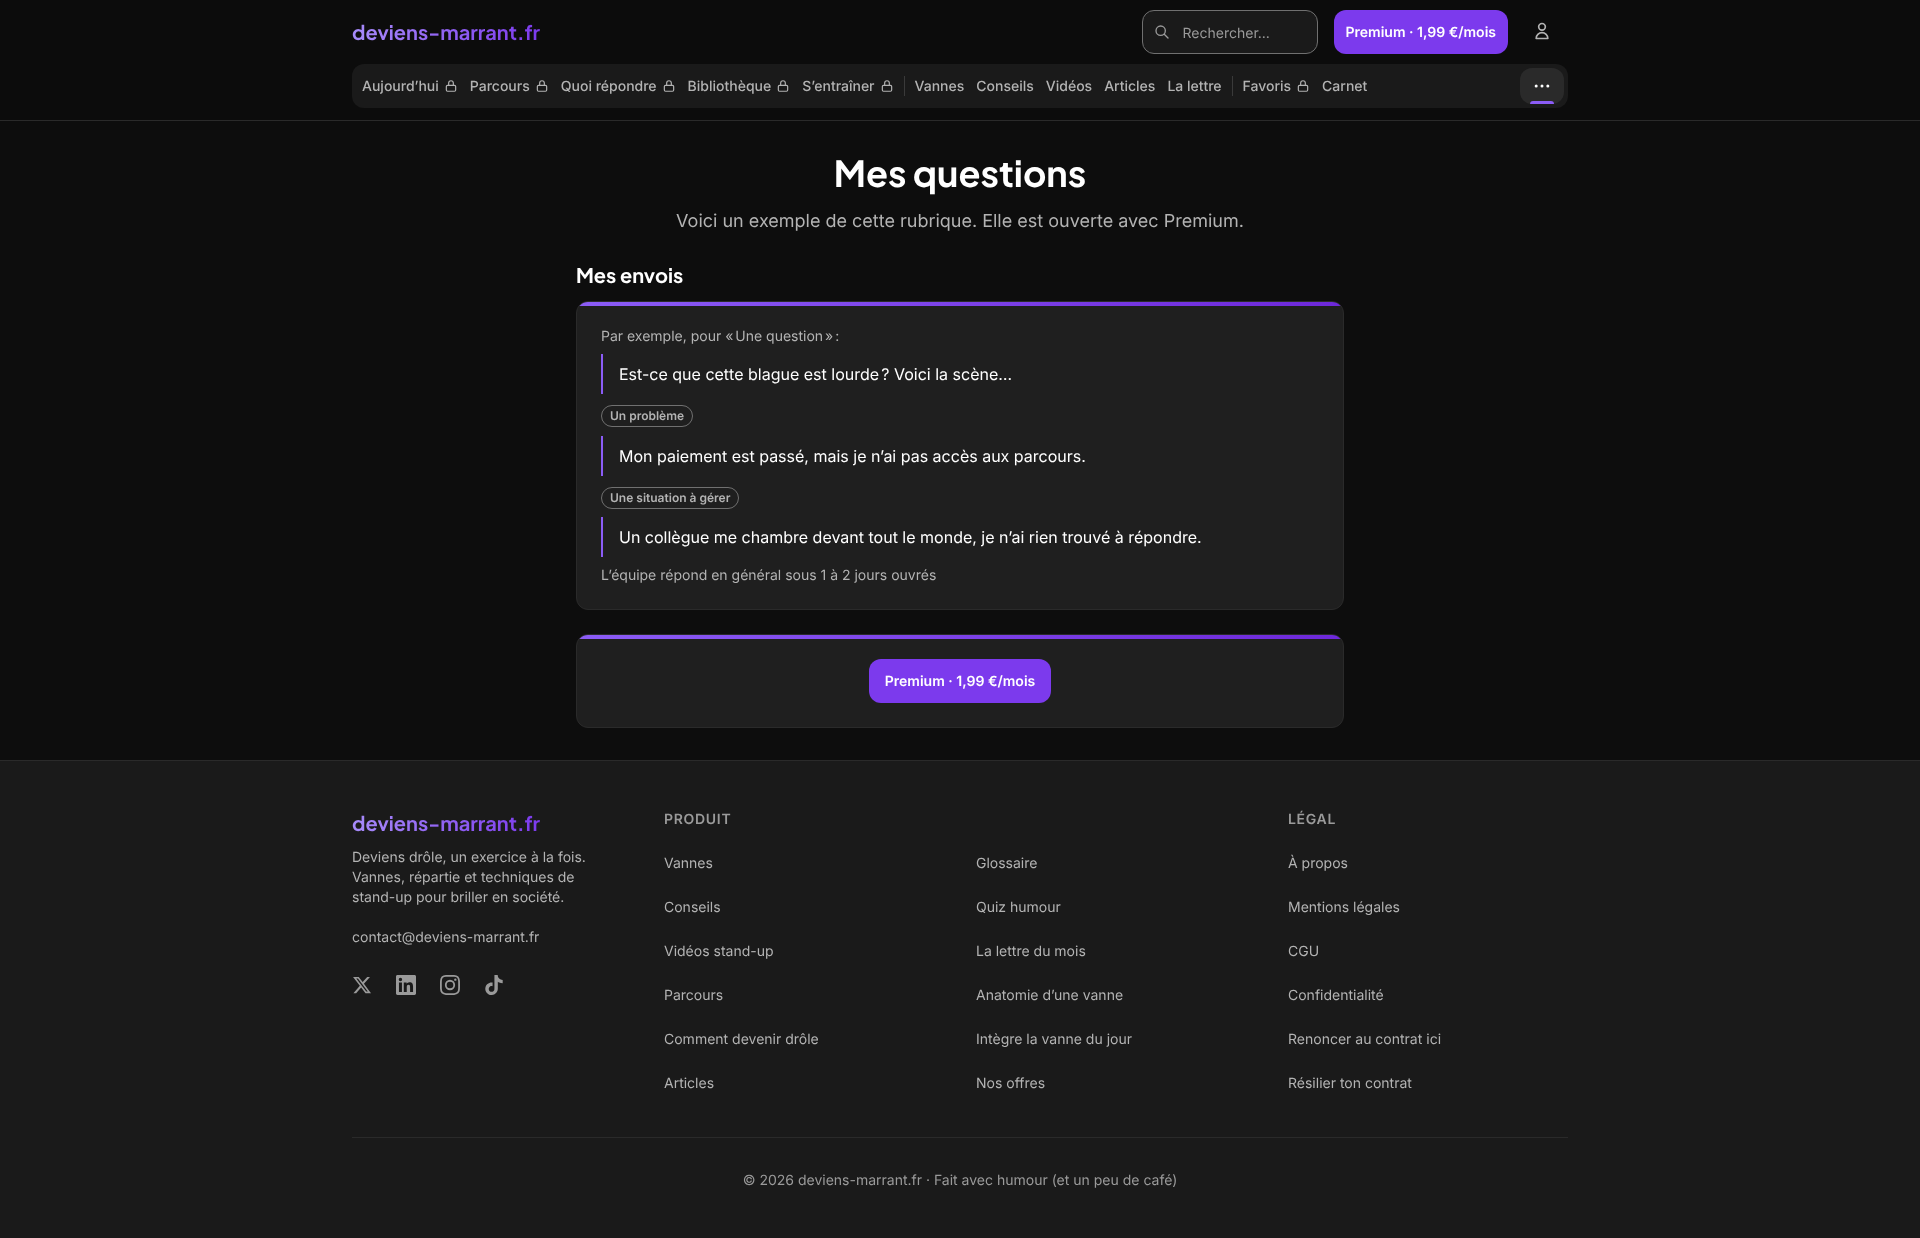 deviens-marrant.fr
Rechercher...
Premium · 1,99 €/mois
Aujourd’hui
Parcours
Quoi répondre
Bibliothèque
S’entraîner
Vannes
Conseils
Vidéos
Articles
La lettre
Favoris
Carnet
Mes questions
Voici un exemple de cette rubrique. Elle est ouverte avec Premium.
Mes envois
Par exemple, pour « Une question » :
Est-ce que cette blague est lourde ? Voici la scène…
Un problème
Mon paiement est passé, mais je n’ai pas accès aux parcours.
Une situation à gérer
Un collègue me chambre devant tout le monde, je n’ai rien trouvé à répondre.
L’équipe répond en général sous 1 à 2 jours ouvrés
Premium · 1,99 €/mois
deviens-marrant.fr
Deviens drôle, un exercice à la fois.
Vannes, répartie et techniques de
stand-up pour briller en société.
contact@deviens-marrant.fr
PRODUIT
Vannes
Conseils
Vidéos stand-up
Parcours
Comment devenir drôle
Articles
Glossaire
Quiz humour
La lettre du mois
Anatomie d’une vanne
Intègre la vanne du jour
Nos offres
LÉGAL
À propos
Mentions légales
CGU
Confidentialité
Renoncer au contrat ici
Résilier ton contrat
© 2026 deviens-marrant.fr · Fait avec humour (et un peu de café)